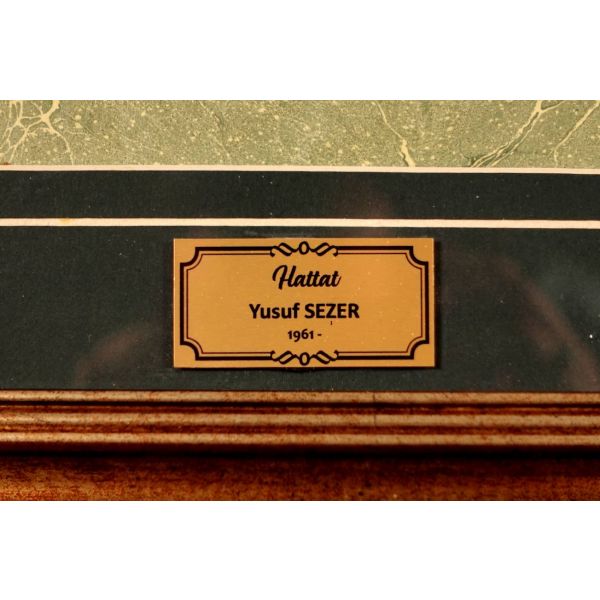 Hattat
Yusuf SEZER
1961 -